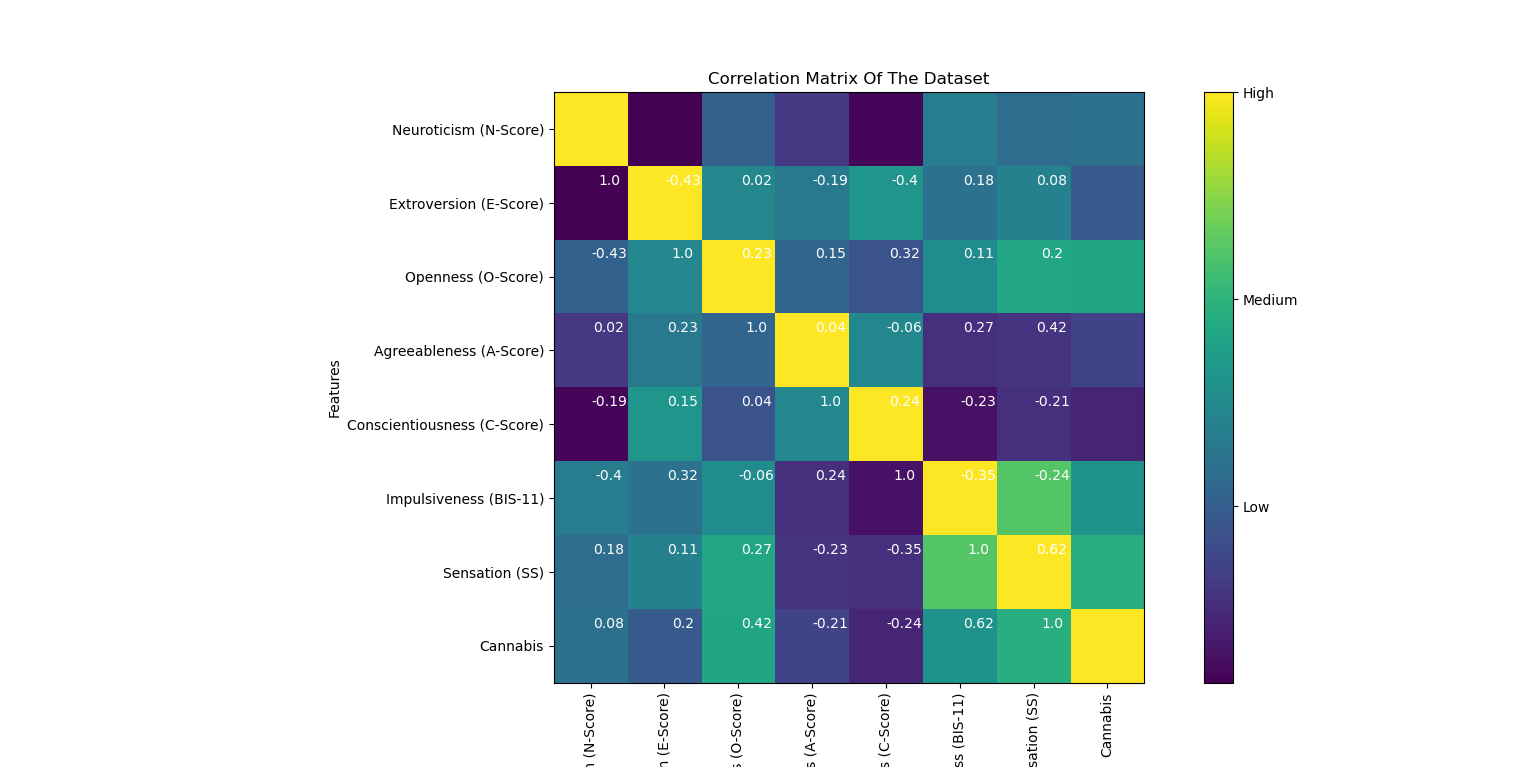 Correlation Matrix Of The Dataset
High
Neuroticism (N-Score)
1.0 -0.43 0.02 -0.19 -0.4 0.18 0.08
Extroversion (E-Score)
-0.43 1.0 0.23 0.15 0.32 0.11 0.2
Openness (O-Score)
Medium
0.02 0.23 1.0 0.04 -0.06 0.27 0.42
Agreeableness (A-Score)
Features
-0.19 0.15 0.04 1.0 0.24 -0.23 -0.21
Conscientiousness (C-Score)
-0.4 0.32 -0.06 0.24 1.0 -0.35 -0.24
Impulsiveness (BIS-11)
Low
0.18 0.11 0.27 -0.23 -0.35 1.0 0.62
Sensation (SS)
0.08 0.2 0.42 -0.21 -0.24 0.62 1.0
Cannabis
(N-Score)
(E-Score)
(O-Score)
(A-Score)
(C-Score)
(BIS-11)
sation (SS)
Cannabis